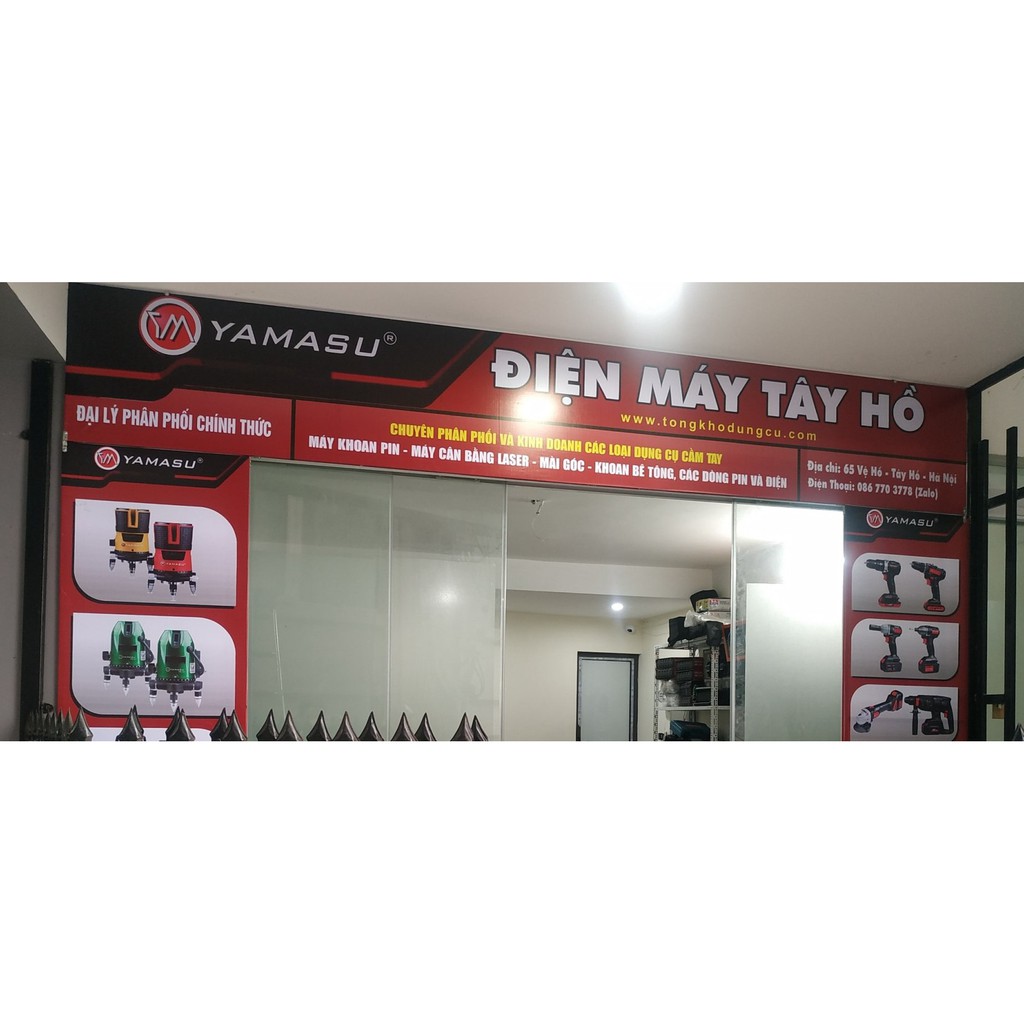 YAMASU®
ĐIỆN MÁY TÂY HỒ
www.tongkhodungcu.com
ĐẠI LÝ PHÂN PHỐI CHÍNH THỨC
CHUYÊN PHÂN PHỐI VÀ KINH DOANH CÁC LOẠI DỤNG CỤ CẦM TAY
MÁY KHOAN PIN - MÁY CÂN BẰNG LASER - MÀI GÓC - KHOAN BÊ TÔNG, CÁC DÒNG PIN VÀ ĐIỆN
Địa chỉ: 65 Vệ Hồ - Tây Hồ - Hà Nội
Điện Thoại: 086 770 3778 (Zalo)
YAMASU®
YAMASU®